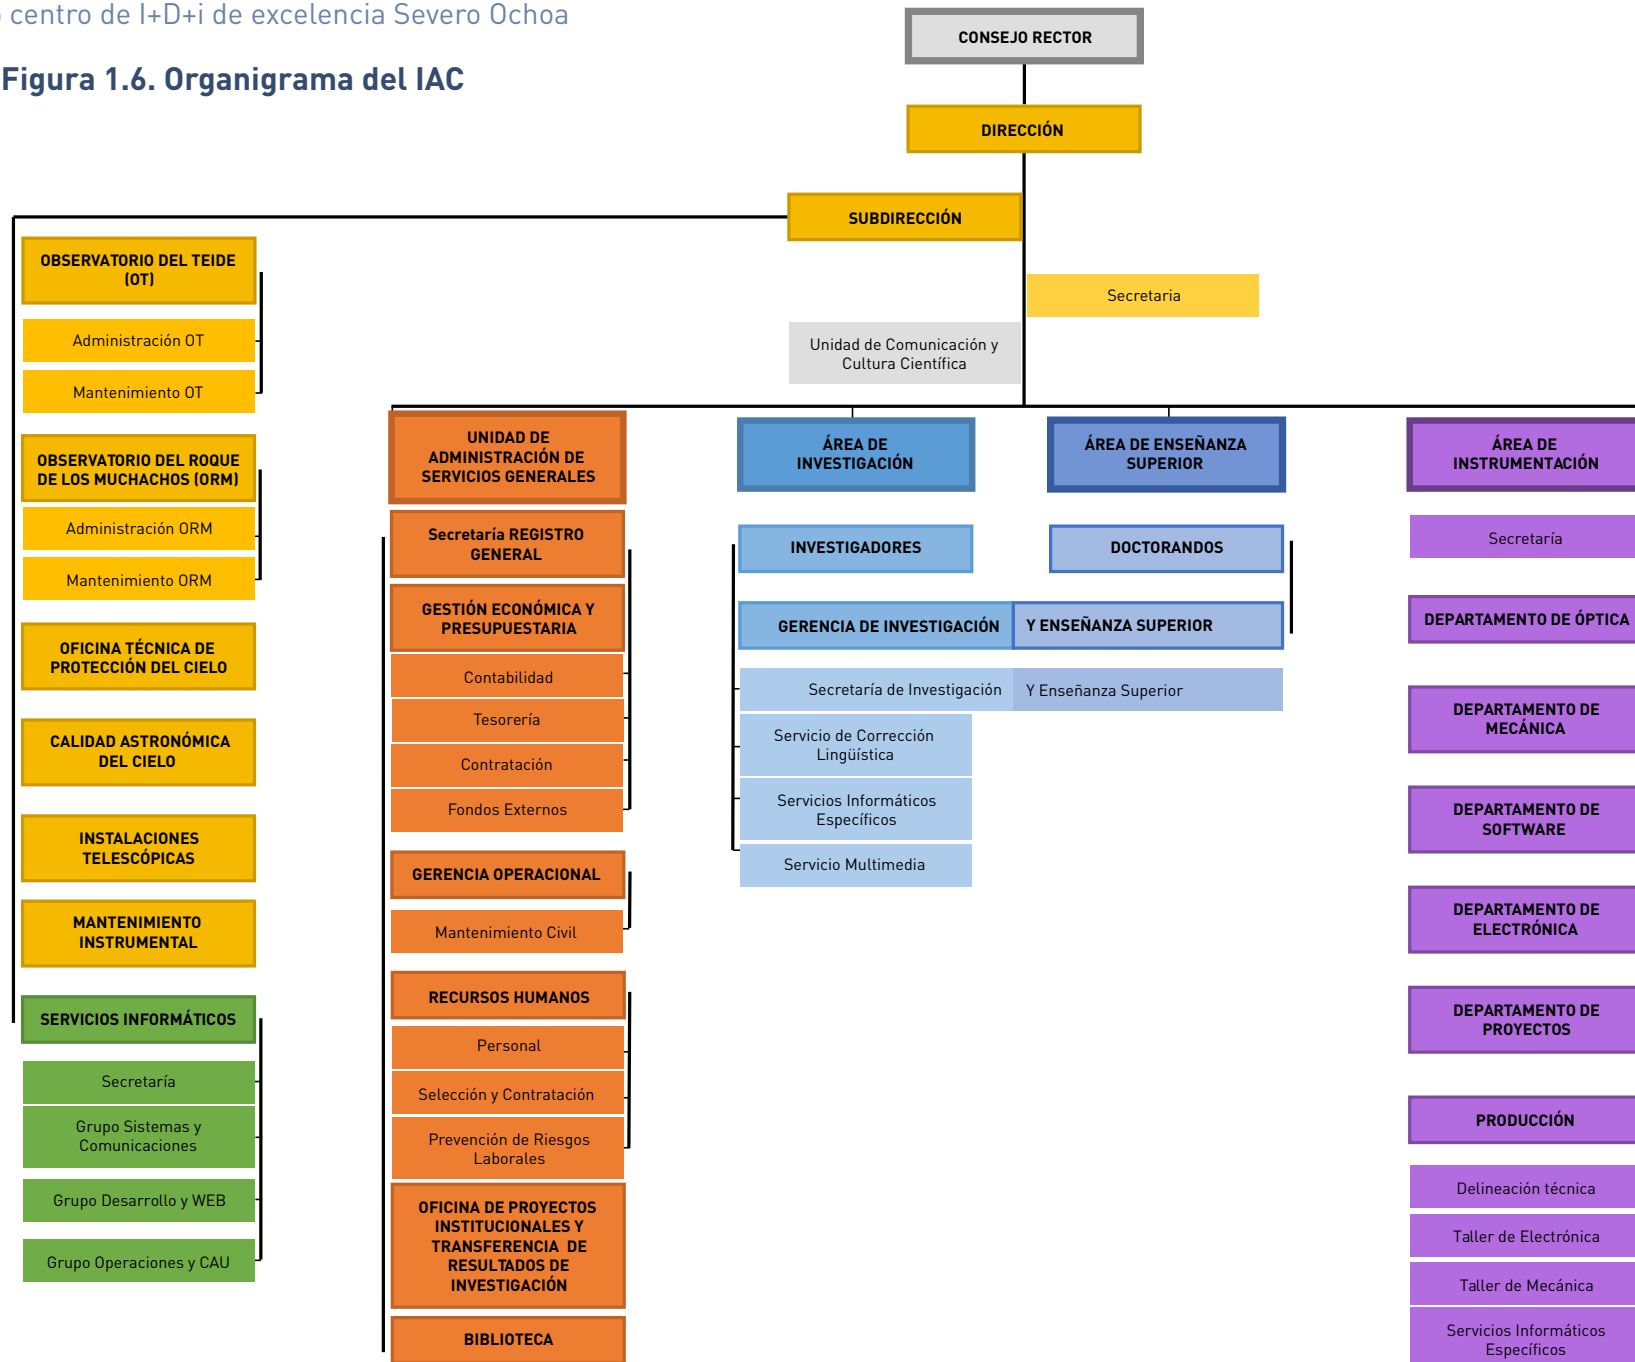 centro de I+D+i de excelencia Severo Ochoa
Figura 1.6. Organigrama del IAC
CONSEJO RECTOR
DIRECCIÓN
SUBDIRECCIÓN
Secretaria
Unidad de Comunicación y
Cultura Científica
OBSERVATORIO DEL TEIDE
(OT)
Administración OT
Mantenimiento OT
OBSERVATORIO DEL ROQUE
DE LOS MUCHACHOS (ORM)
Administración ORM
Mantenimiento ORM
OFICINA TÉCNICA DE
PROTECCIÓN DEL CIELO
CALIDAD ASTRONÓMICA
DEL CIELO
INSTALACIONES
TELESCÓPICAS
MANTENIMIENTO
INSTRUMENTAL
SERVICIOS INFORMÁTICOS
Secretaría
Grupo Sistemas y
Comunicaciones
Grupo Desarrollo y WEB
Grupo Operaciones y CAU
UNIDAD DE
ADMINISTRACIÓN DE
SERVICIOS GENERALES
Secretaría REGISTRO
GENERAL
GESTIÓN ECONÓMICA Y
PRESUPUESTARIA
Contabilidad
Tesorería
Contratación
Fondos Externos
GERENCIA OPERACIONAL
Mantenimiento Civil
RECURSOS HUMANOS
Personal
Selección y Contratación
Prevención de Riesgos
Laborales
OFICINA DE PROYECTOS
INSTITUCIONALES Y
TRANSFERENCIA DE
RESULTADOS DE
INVESTIGACIÓN
BIBLIOTECA
ÁREA DE
INVESTIGACIÓN
INVESTIGADORES
GERENCIA DE INVESTIGACIÓN
Secretaría de Investigación
Servicio de Corrección
Lingüística
Servicios Informáticos
Específicos
Servicio Multimedia
ÁREA DE ENSEÑANZA
SUPERIOR
DOCTORANDOS
Y ENSEÑANZA SUPERIOR
Y Enseñanza Superior
ÁREA DE
INSTRUMENTACIÓN
Secretaría
DEPARTAMENTO DE ÓPTICA
DEPARTAMENTO DE
MECÁNICA
DEPARTAMENTO DE
SOFTWARE
DEPARTAMENTO DE
ELECTRÓNICA
DEPARTAMENTO DE
PROYECTOS
PRODUCCIÓN
Delineación técnica
Taller de Electrónica
Taller de Mecánica
Servicios Informáticos
Específicos